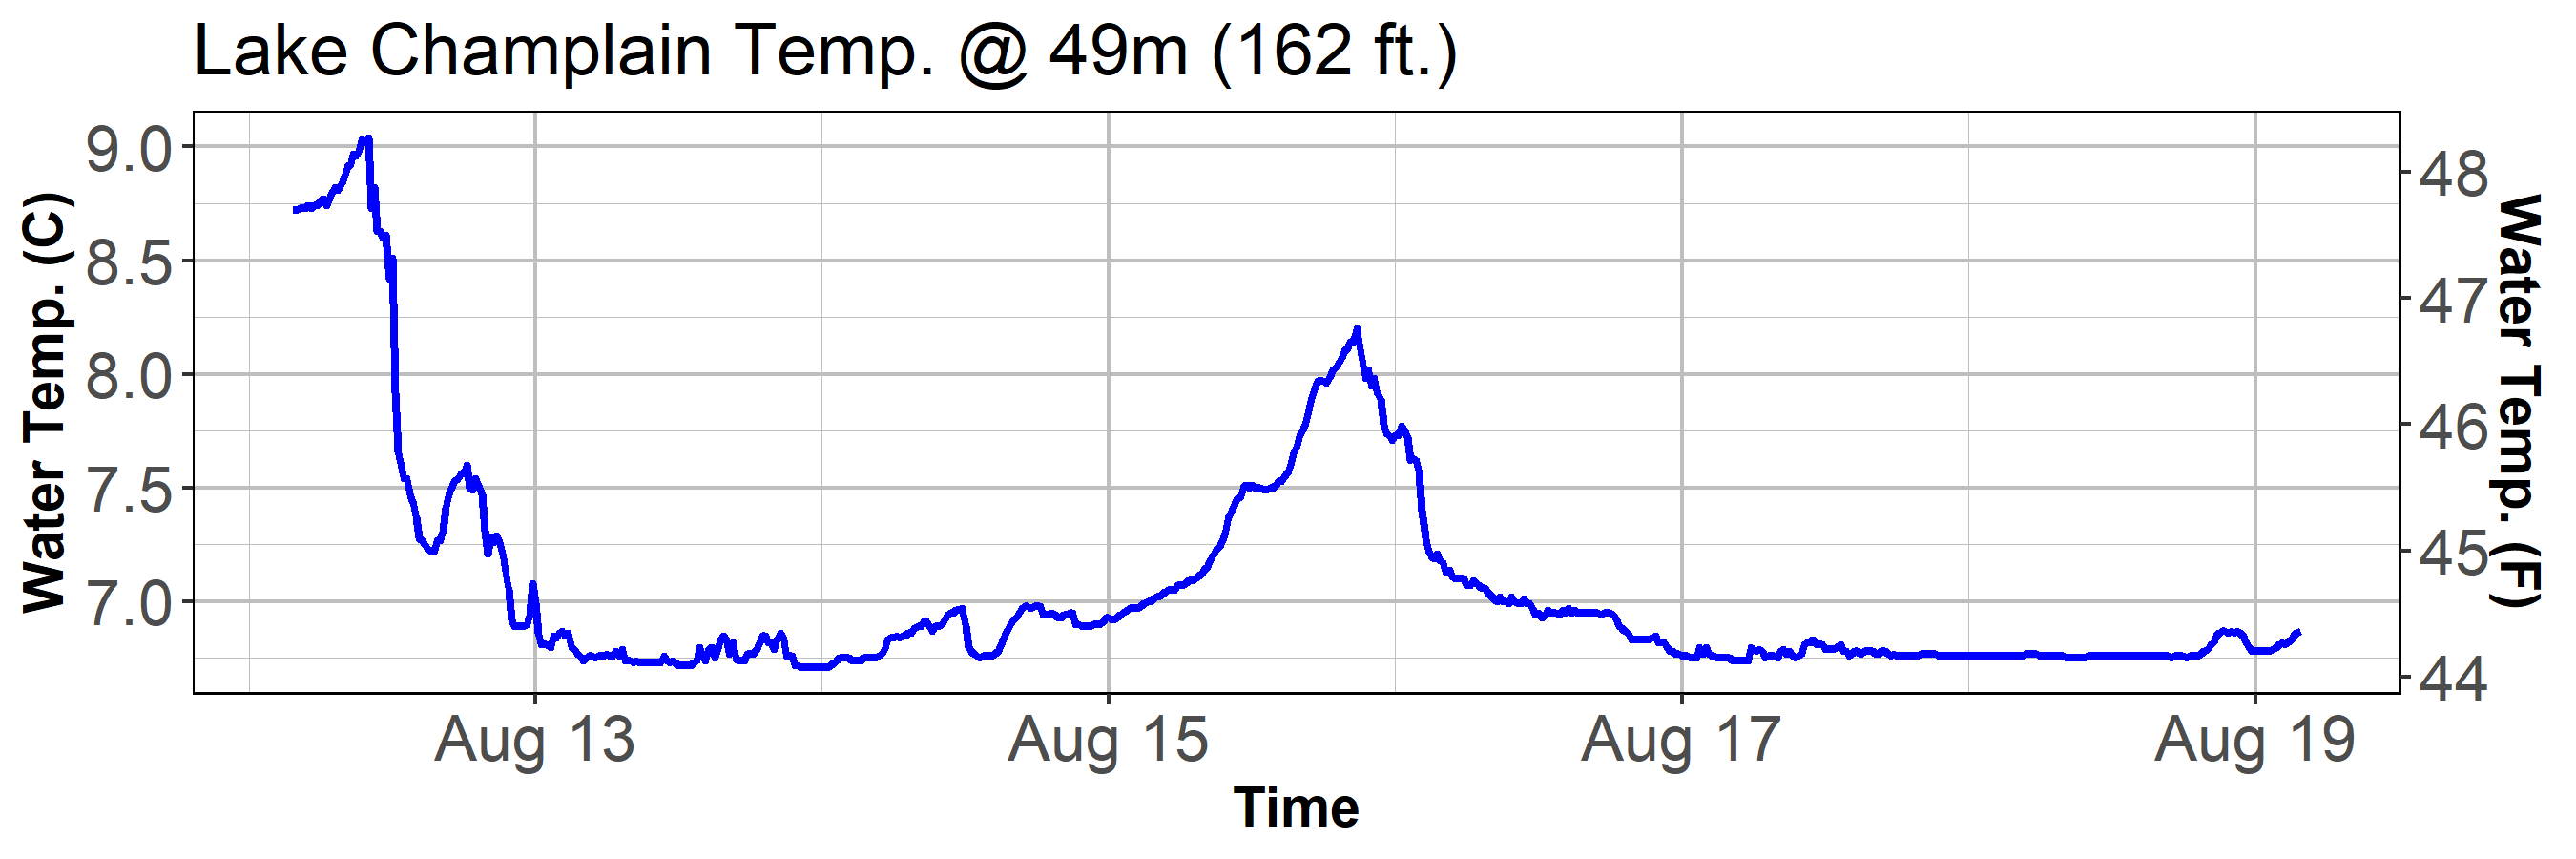 Lake Champlain Temp. @ 49m (162 ft.)
Water Temp. (C)
9.0
8.5
8.0
7.5
7.0
48
47
46
45
44
Water Temp. (F)
Aug 13
Aug 15
Aug 17
Aug 19
Time